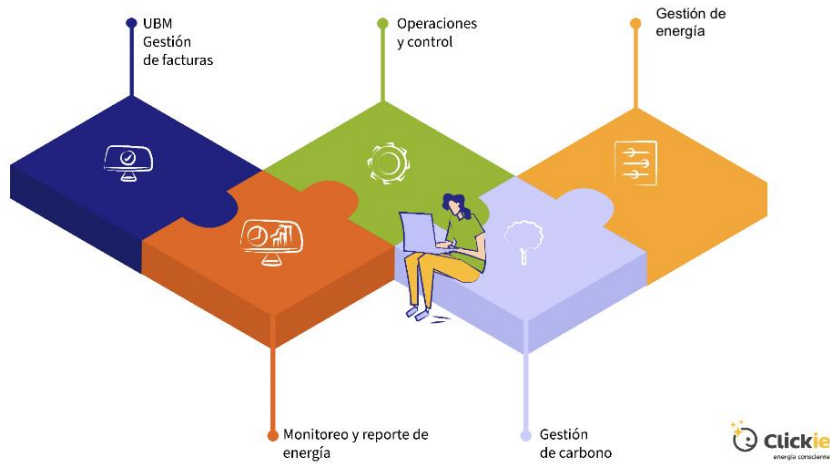 UBM
Gestión
de facturas
Operaciones
y control
Gestión de
energía
Monitoreo y reporte de
energía
Gestión
de carbono
Clickie
energía consciente